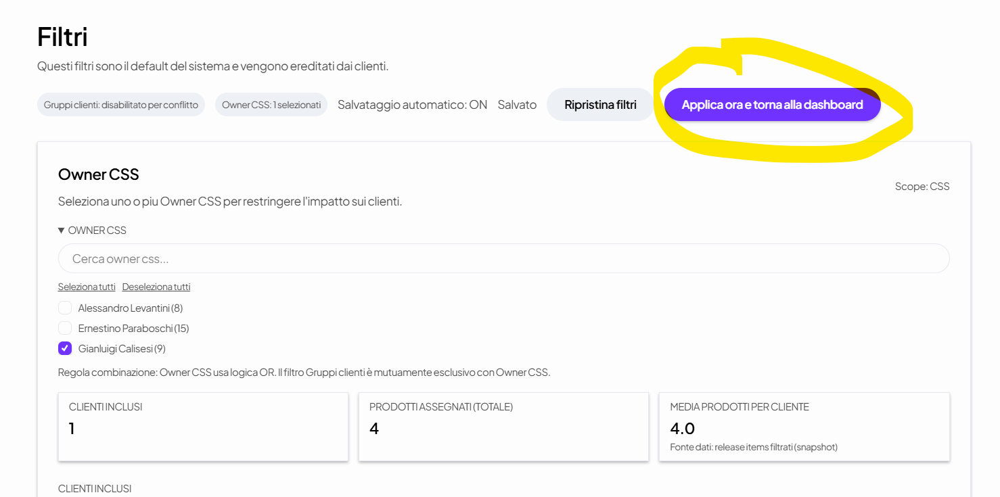 Filtri
Questi filtri sono il default del sistema e vengono ereditati dai clienti.
Gruppi clienti: disabilitato per conflitto
Owner CSS: 1 selezionati
Salvataggio automatico: ON
Salvato
Ripristina filtri
Applica ora e torna alla dashboard
Owner CSS
Scope: CSS
Seleziona uno o piu Owner CSS per restringere l'impatto sui clienti.
▼ OWNER CSS
Cerca owner css...
Seleziona tutti Deseleziona tutti
Alessandro Levantini (8)
Ernestino Paraboschi (15)
Gianluigi Calisesi (9)
Regola combinazione: Owner CSS usa logica OR. Il filtro Gruppi clienti è mutuamente esclusivo con Owner CSS.
CLIENTI INCLUSI
1
PRODOTTI ASSEGNATI (TOTALE)
4
MEDIA PRODOTTI PER CLIENTE
4.0
Fonte dati: release items filtrati (snapshot)
CLIENTI INCLUSI